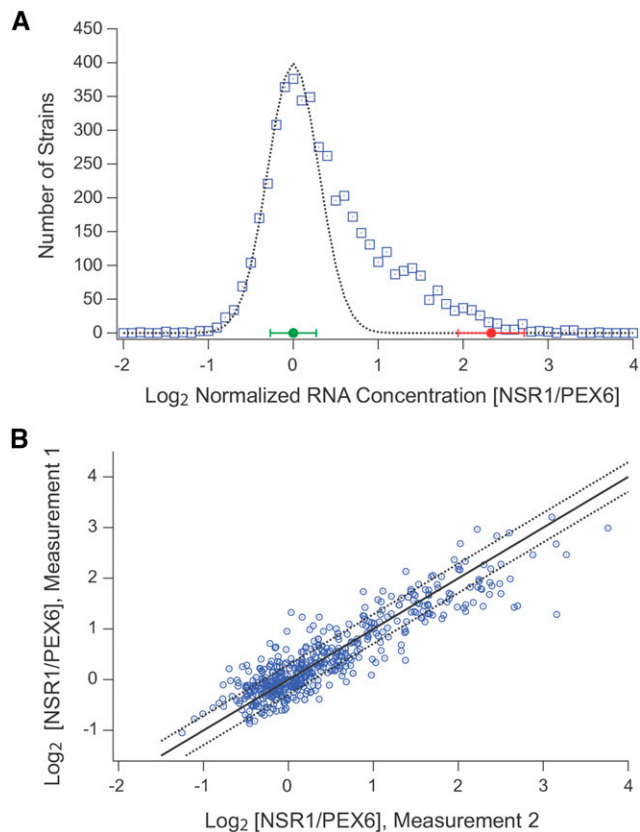 A
450
400
350
300
250
200
150
100
50
0
Number of Strains
-2 -1 0 1 2 3 4
Log₂ Normalized RNA Concentration [NSR1/PEX6]
B
4
3
2
1
0
-1
Log₂ [NSR1/PEX6], Measurement 1
-2 -1 0 1 2 3 4
Log₂ [NSR1/PEX6], Measurement 2